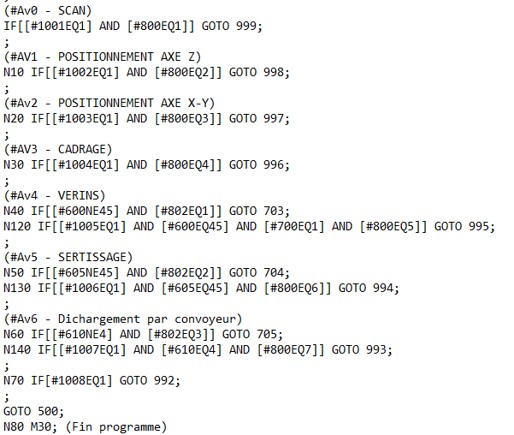 (#Av0 - SCAN)
IF[[#1001EQ1] AND [#800EQ1]] GOTO 999;
;
(#AV1 - POSITIONNEMENT AXE Z)
N10 IF[[#1002EQ1] AND [#800EQ2]] GOTO 998;
;
(#Av2 - POSITIONNEMENT AXE X-Y)
N20 IF[[#1003EQ1] AND [#800EQ3]] GOTO 997;
;
(#AV3 - CADRAGE)
N30 IF[[#1004EQ1] AND [#800EQ4]] GOTO 996;
;
(#Av4 - VERINS)
N40 IF[[#600NE45] AND [#802EQ1]] GOTO 703;
N120 IF[[#1005EQ1] AND [#600EQ45] AND [#700EQ1] AND [#800EQ5]] GOTO 995;
;
(#Av5 - SERTISSAGE)
N50 IF[[#605NE45] AND [#802EQ2]] GOTO 704;
N130 IF[[#1006EQ1] AND [#605EQ45] AND [#800EQ6]] GOTO 994;
;
(#Av6 - Dichargement par convoyeur)
N60 IF[[#610NE4] AND [#802EQ3]] GOTO 705;
N140 IF[[#1007EQ1] AND [#610EQ4] AND [#800EQ7]] GOTO 993;
;
N70 IF[#1008EQ1] GOTO 992;
;
GOTO 500;
N80 M30; (Fin programme)